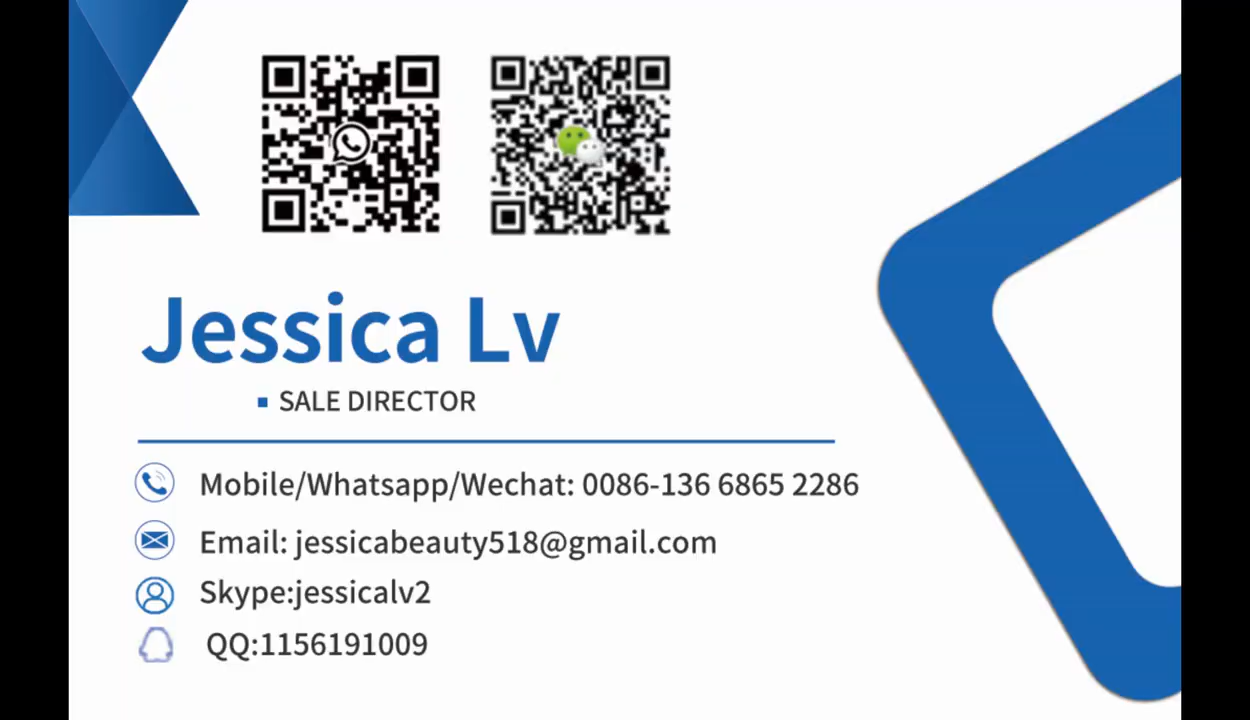 Jessica Lv
SALE DIRECTOR
Mobile/Whatsapp/Wechat: 0086-136 6865 2286
Email: jessicabeauty518@gmail.com
Skype:jessicalv2
QQ:1156191009